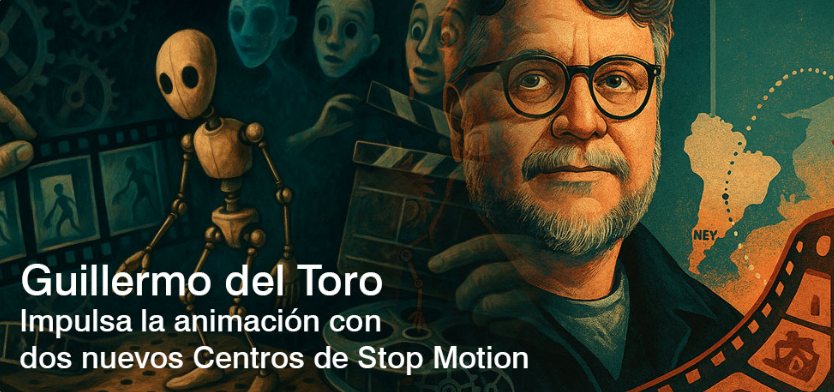 NEY
Guillermo del Toro
Impulsa la animación con
dos nuevos Centros de Stop Motion